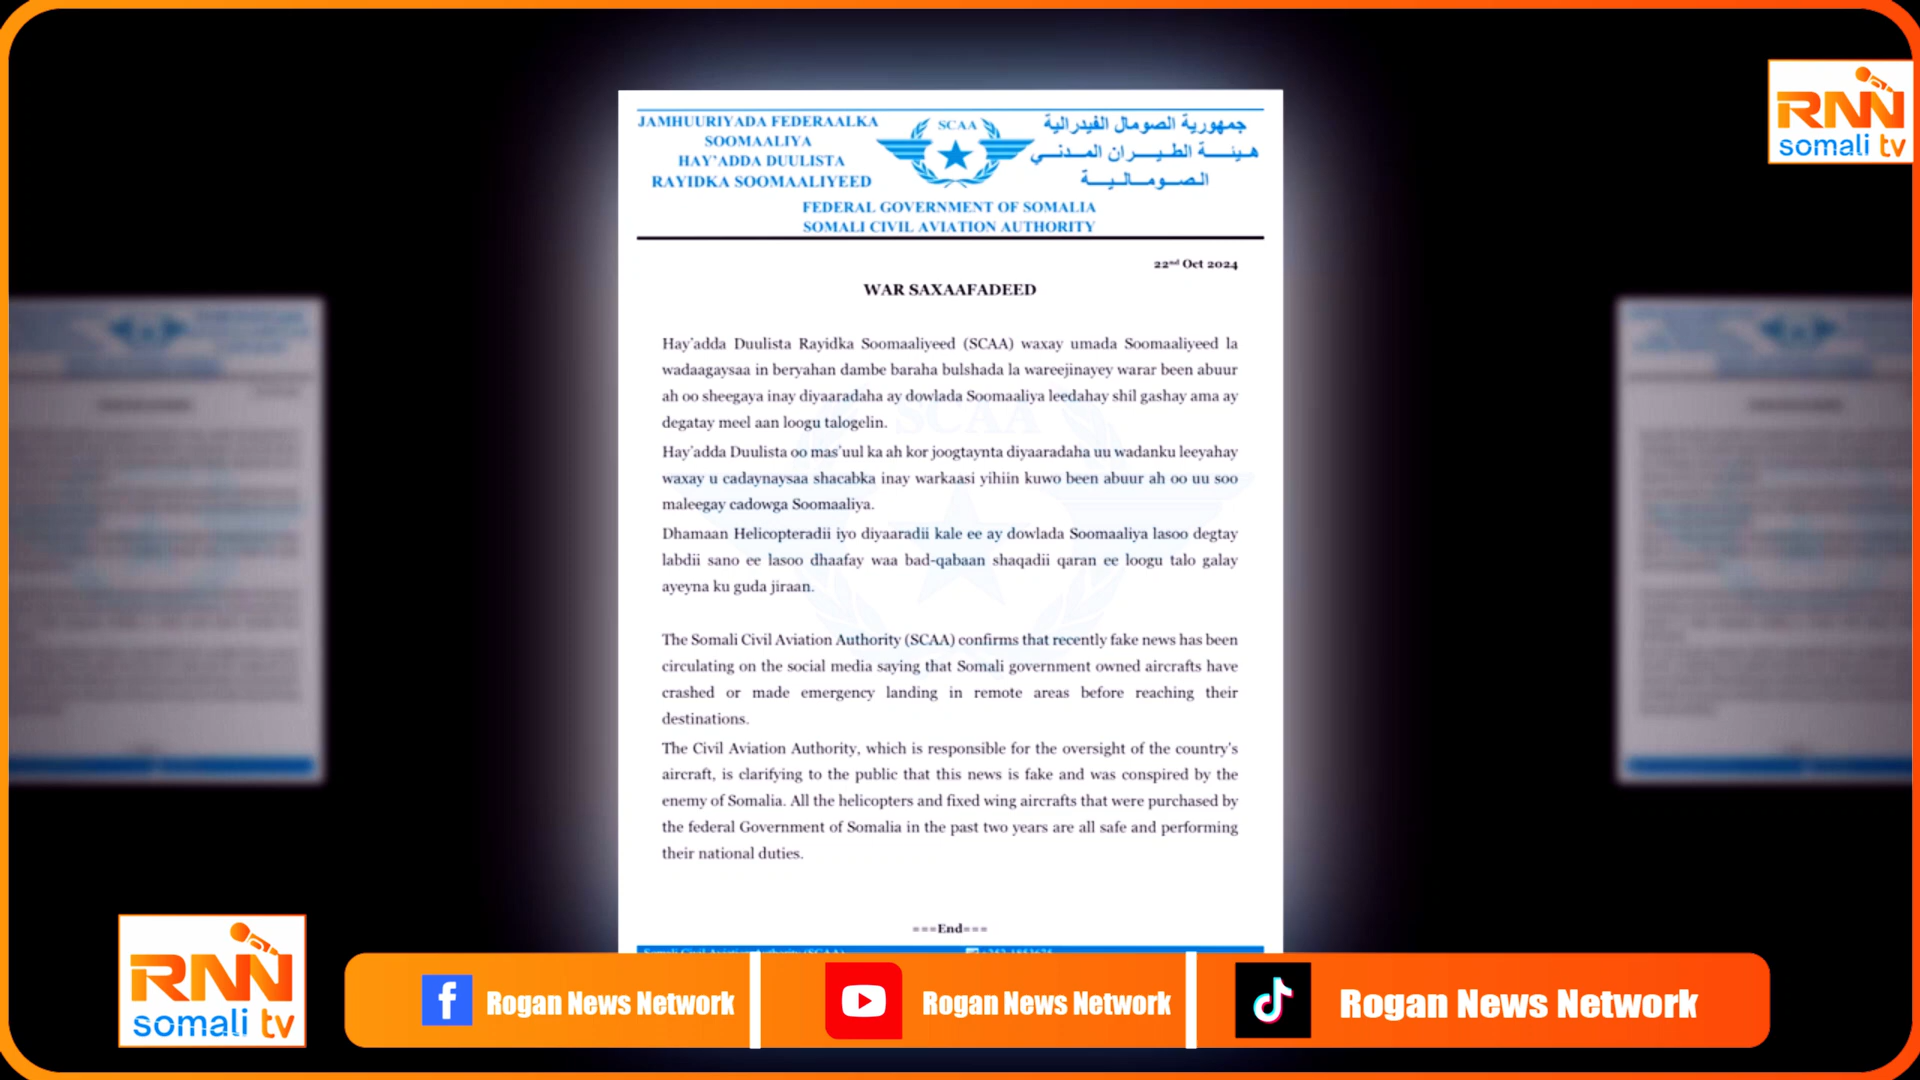 RNN
somali tv
JAMHUURIYADA FEDERAALKA
SOOMAALIYA
HAY'ADDA DUULISTA
RAYIDKA SOOMAALIYEED
SCAA
جمهورية الصومال الفيدرالية
هيئة الطيران المدني
الصومالية
FEDERAL GOVERNMENT OF SOMALIA
SOMALI CIVIL AVIATION AUTHORITY
22nd Oct 2024
WAR SAXAAFADEED
Hay'adda Duulista Rayidka Soomaaliyeed (SCAA) waxay umada Soomaaliyeed la
wadaagaysaa in beryahan dambe baraha bulshada la wareejinayey warar been abuur
ah oo sheegaya inay diyaaradaha ay dowlada Soomaaliya leedahay shil gashay ama ay
degatay meel aan loogu talogelin.
Hay'adda Duulista oo mas'uul ka ah kor joogtaynta diyaaradaha uu wadanku leeyahay
waxay u cadaynaysaa shacabka inay warkaasi yihiin kuwo been abuur ah oo uu soo
maleegay cadowga Soomaaliya.
Dhamaan Helicopteradii iyo diyaaradii kale ee ay dowlada Soomaaliya lasoo degtay
labdii sano ee lasoo dhaafay waa bad-qabaan shaqadii qaran ee loogu talo galay
ayeyna ku guda jiraan.
SCAA
The Somali Civil Aviation Authority (SCAA) confirms that recently fake news has been
circulating on the social media saying that Somali government owned aircrafts have
crashed or made emergency landing in remote areas before reaching their
destinations.
The Civil Aviation Authority, which is responsible for the oversight of the country's
aircraft, is clarifying to the public that this news is fake and was conspired by the
enemy of Somalia. All the helicopters and fixed wing aircrafts that were purchased by
the federal Government of Somalia in the past two years are all safe and performing
their national duties.
===End===
Somali Civil Aviation Authority (SCAA)
RNN
somali tv
Rogan News Network
Rogan News Network
Rogan News Network